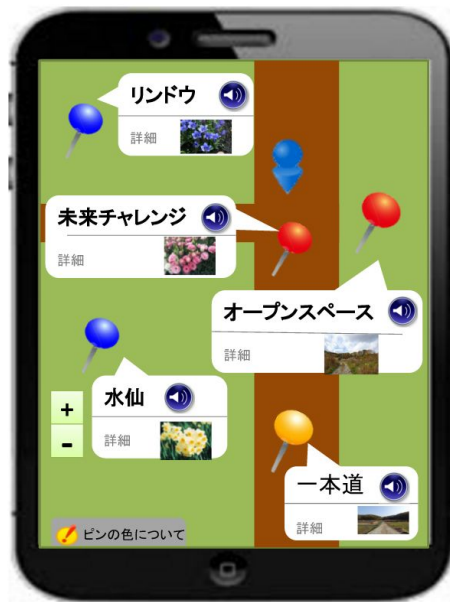 リンドウ
詳細
未来チャレンジ
詳細
オープンスペース
詳細
水仙
詳細
+
-
一本道
詳細
ピンの色について